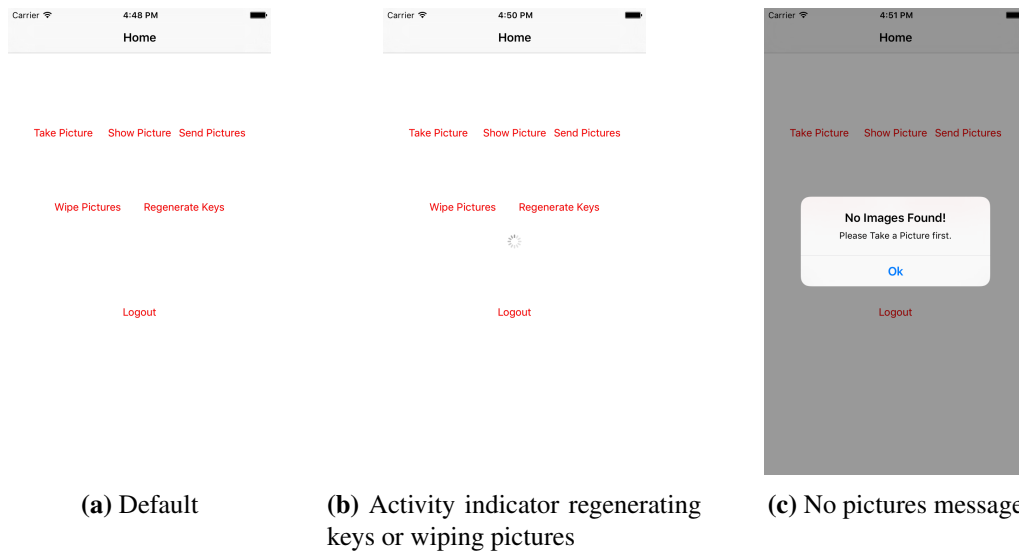 Carrier 4:48 PM
Home
Take Picture Show Picture Send Pictures
Wipe Pictures Regenerate Keys
Logout
(a) Default
Carrier 4:50 PM
Home
Take Picture Show Picture Send Pictures
Wipe Pictures Regenerate Keys
Logout
(b) Activity indicator regenerating
keys or wiping pictures
Carrier 4:51 PM
Home
Take Picture Show Picture Send Pictures
No Images Found!
Please Take a Picture first.
Ok
Logout
(c) No pictures message